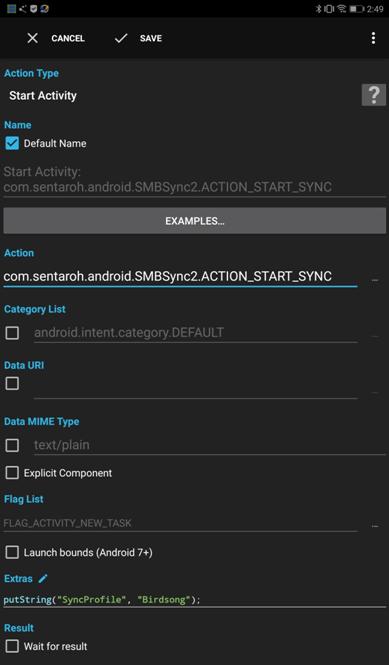 2:49
CANCEL
SAVE
Action Type
Start Activity
?
Name
Default Name
Start Activity:
com.sentaroh.android.SMBSync2.ACTION_START_SYNC
EXAMPLES...
Action
com.sentaroh.android.SMBSync2.ACTION_START_SYNC
...
Category List
android.intent.category.DEFAULT
...
Data URI
...
Data MIME Type
text/plain
...
Explicit Component
Flag List
FLAG_ACTIVITY_NEW_TASK
...
Launch bounds (Android 7+)
Extras
putString("SyncProfile", "Birdsong");
Result
Wait for result